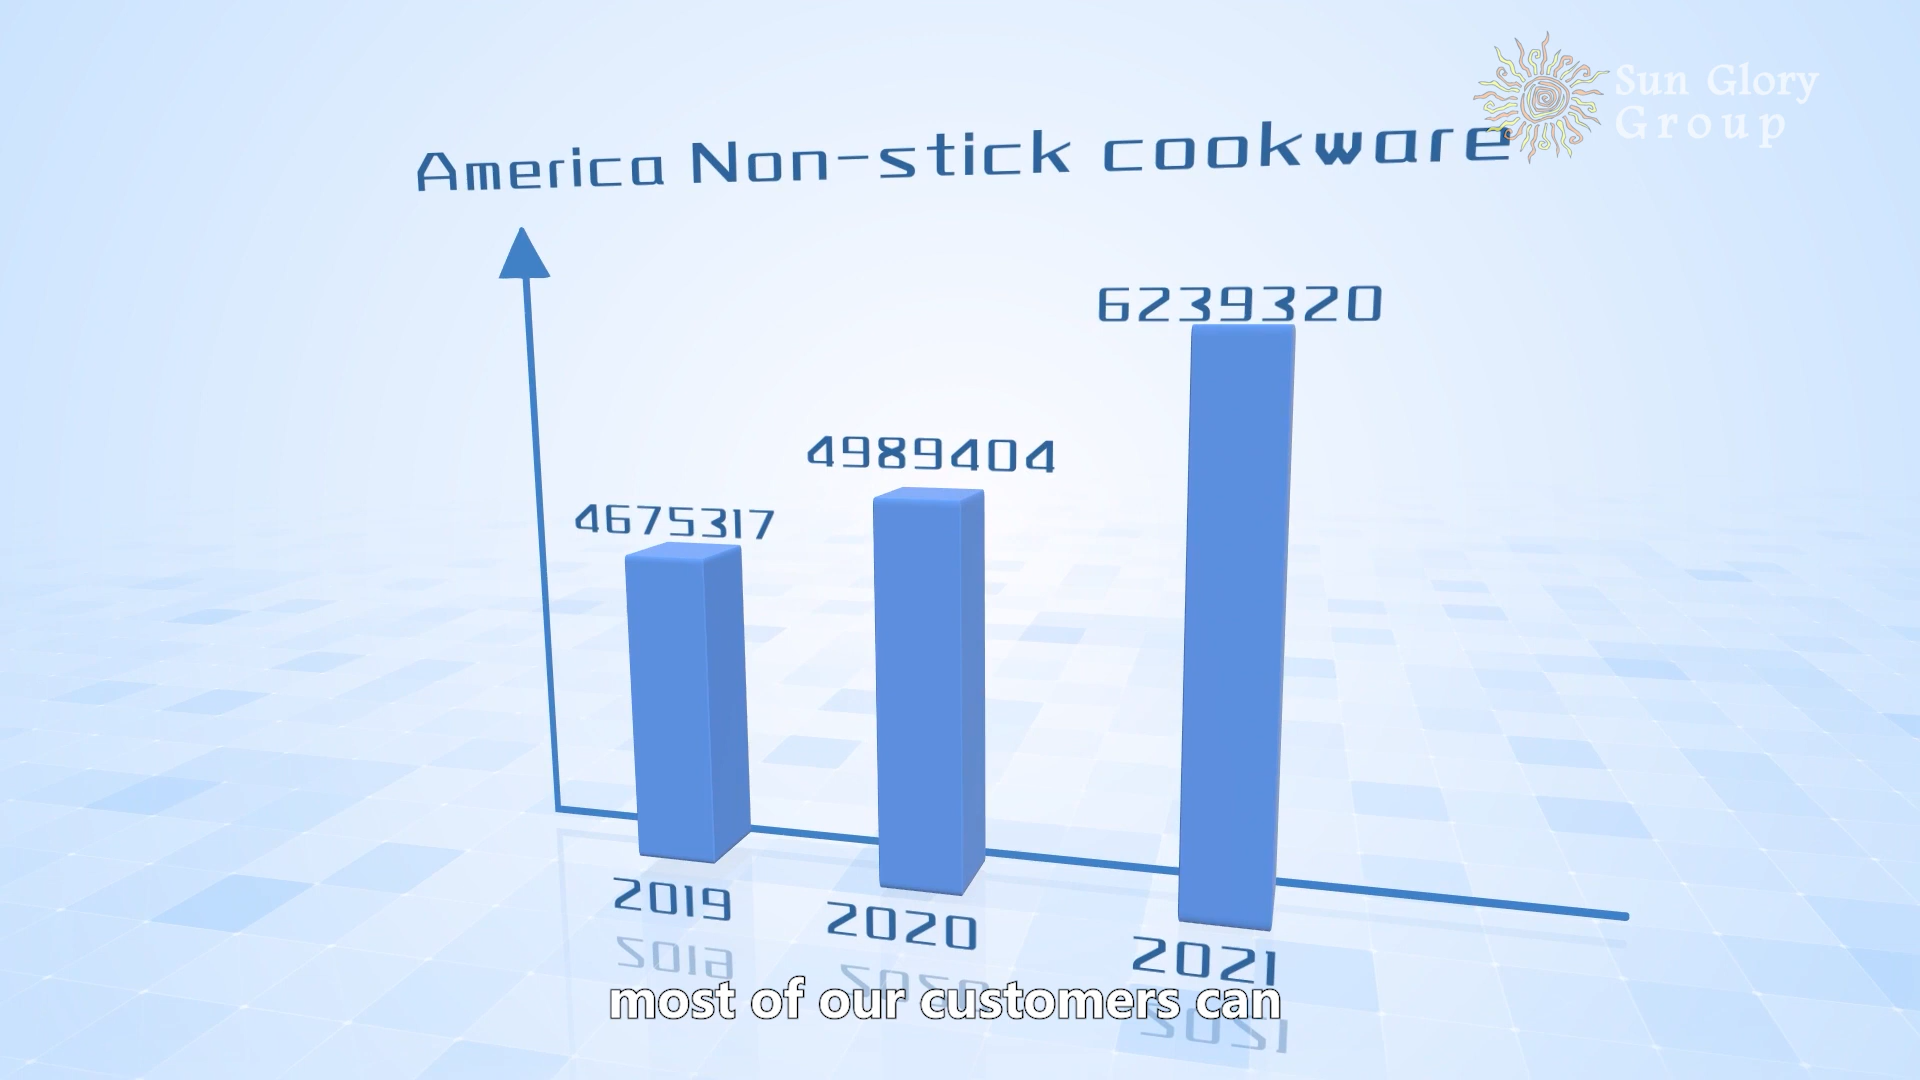 Sun Glory
Group
America Non-stick cookware
6239320
4989404
4675317
2019
2020
2021
most of our customers can